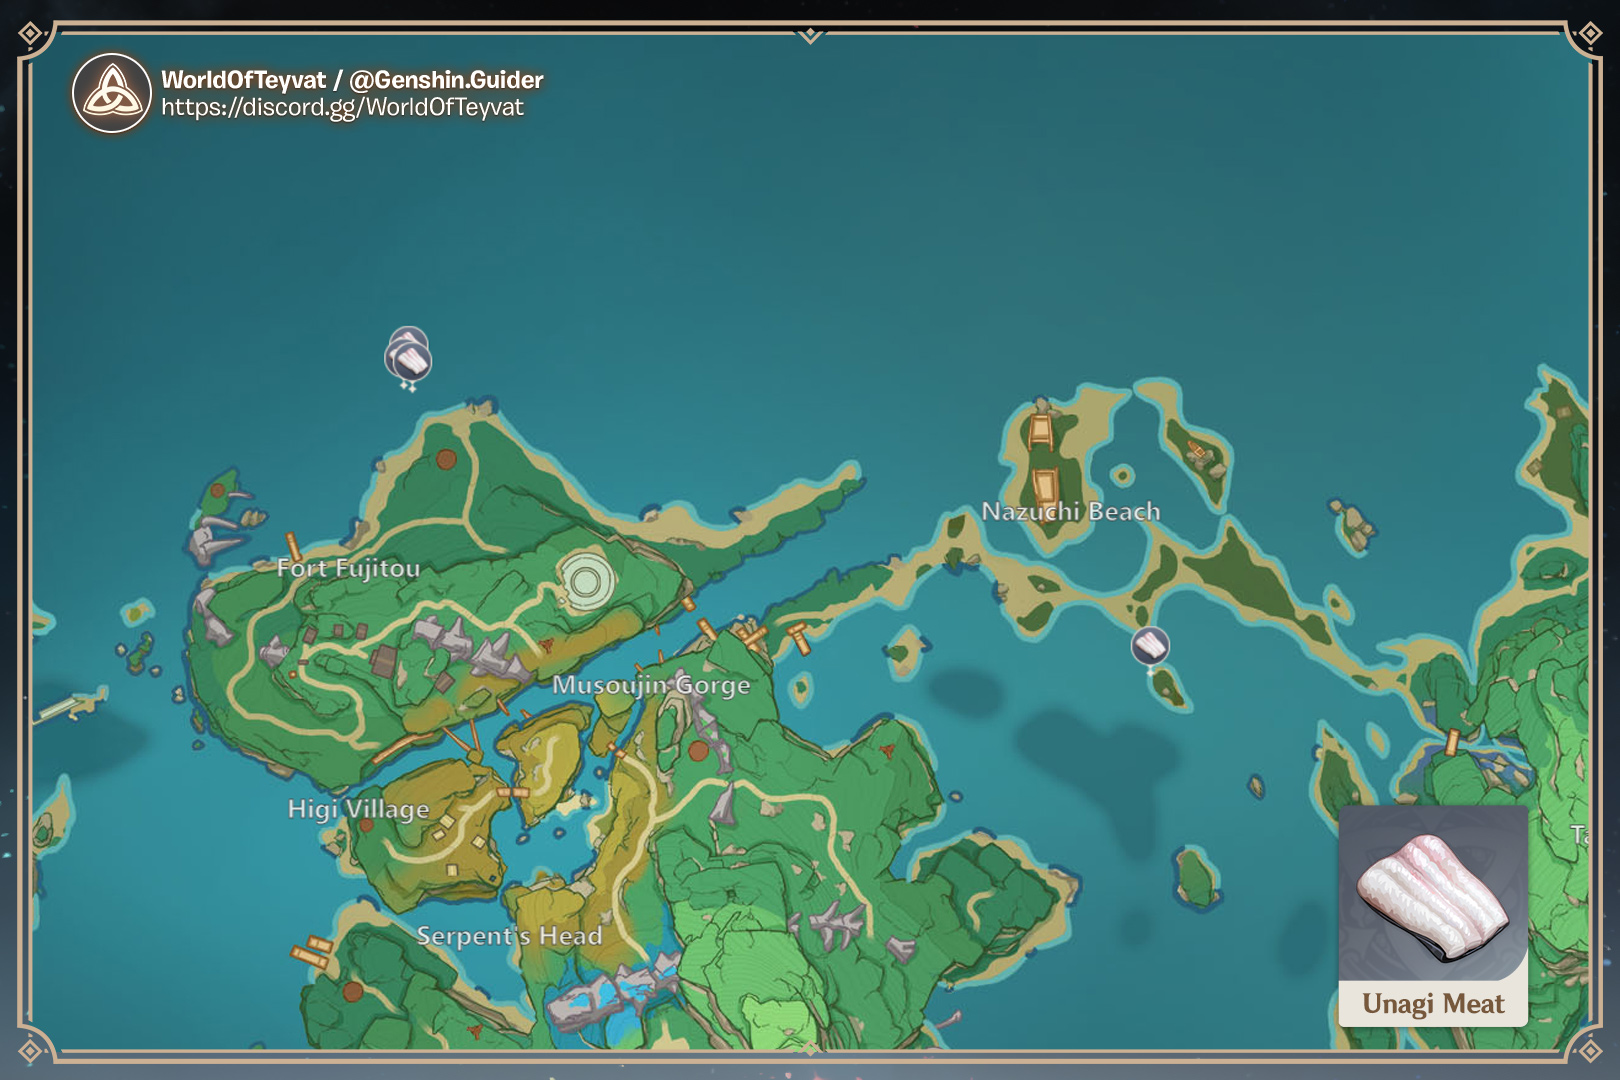 WorldOfTeyvat / @Genshin.Guider
https://discord.gg/WorldOfTeyvat
Nazuchi Beach
Fort Fujitou
Musoujin Gorge
Higi Village
Ta
Serpent's Head
Unagi Meat